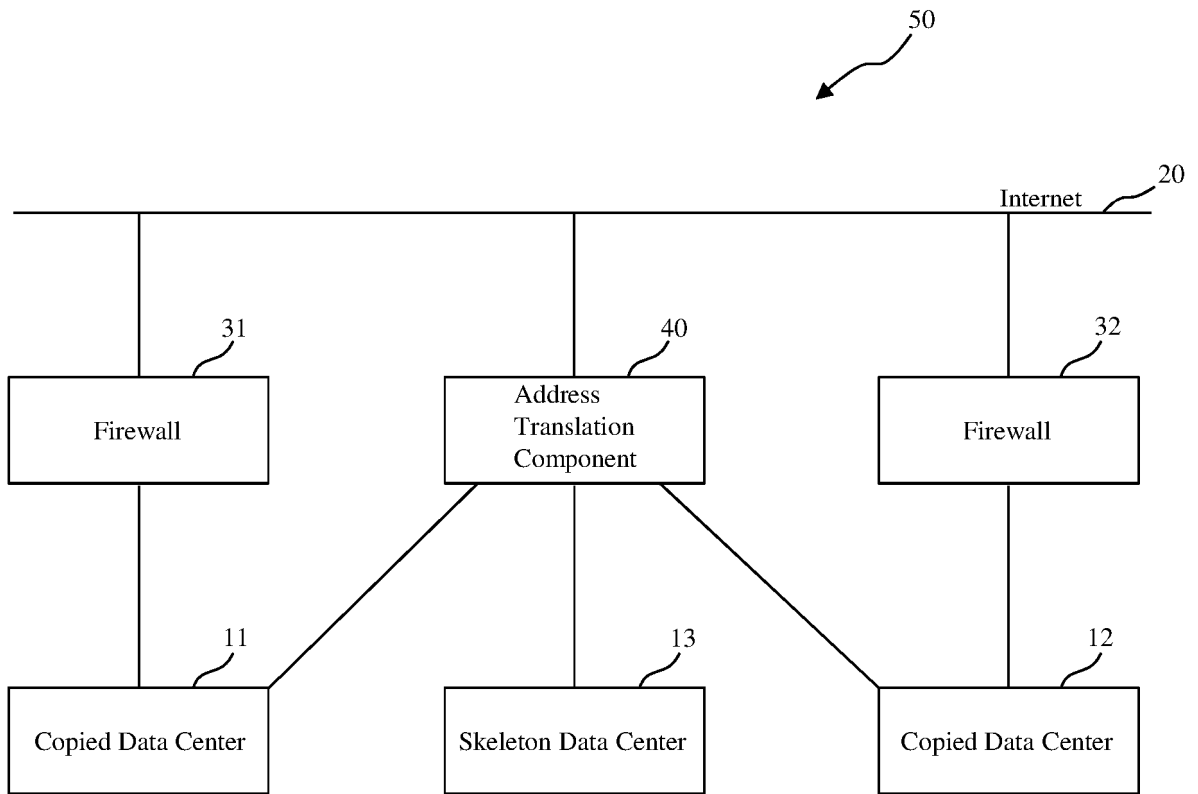 50
20
Internet
31
40
32
Firewall
Address
Translation
Component
Firewall
11
13
12
Copied Data Center
Skeleton Data Center
Copied Data Center